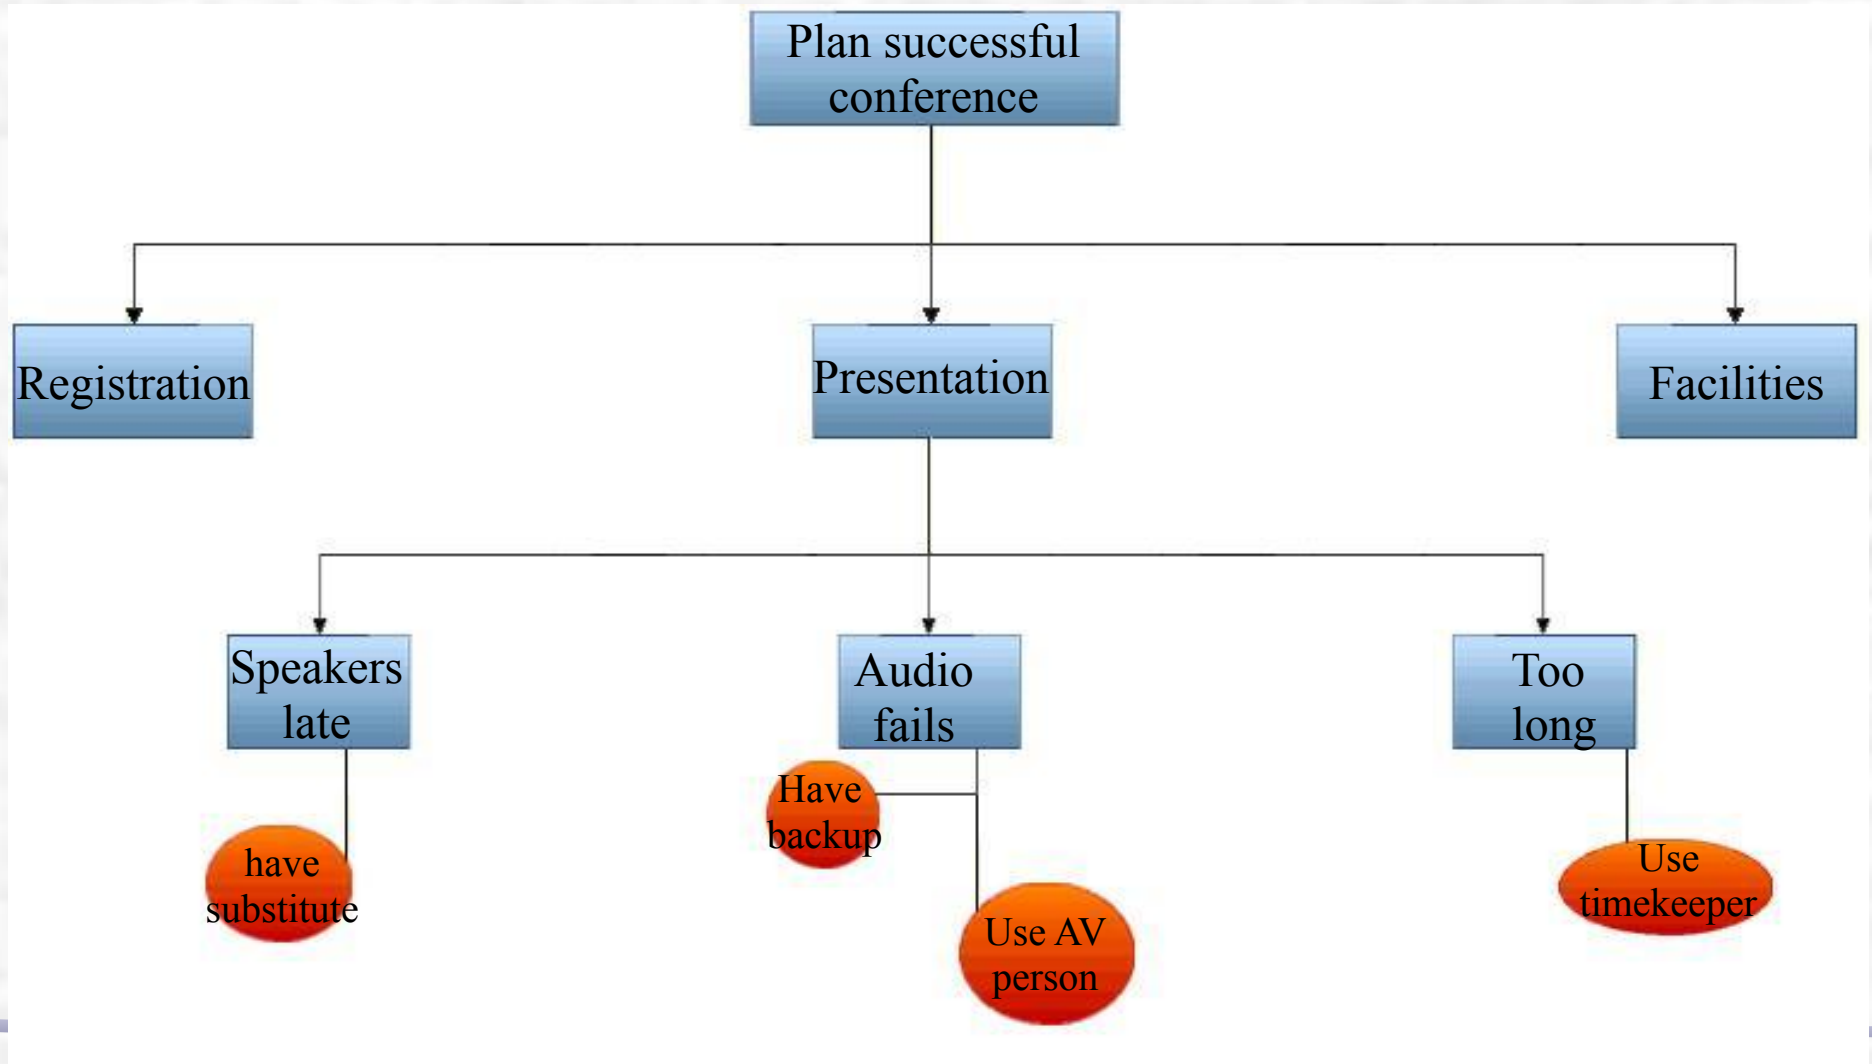 Plan successful
conference
Registration
Presentation
Facilities
Speakers
late
Audio
fails
Too
long
have
substitute
Have
backup
Use AV
person
Use
timekeeper